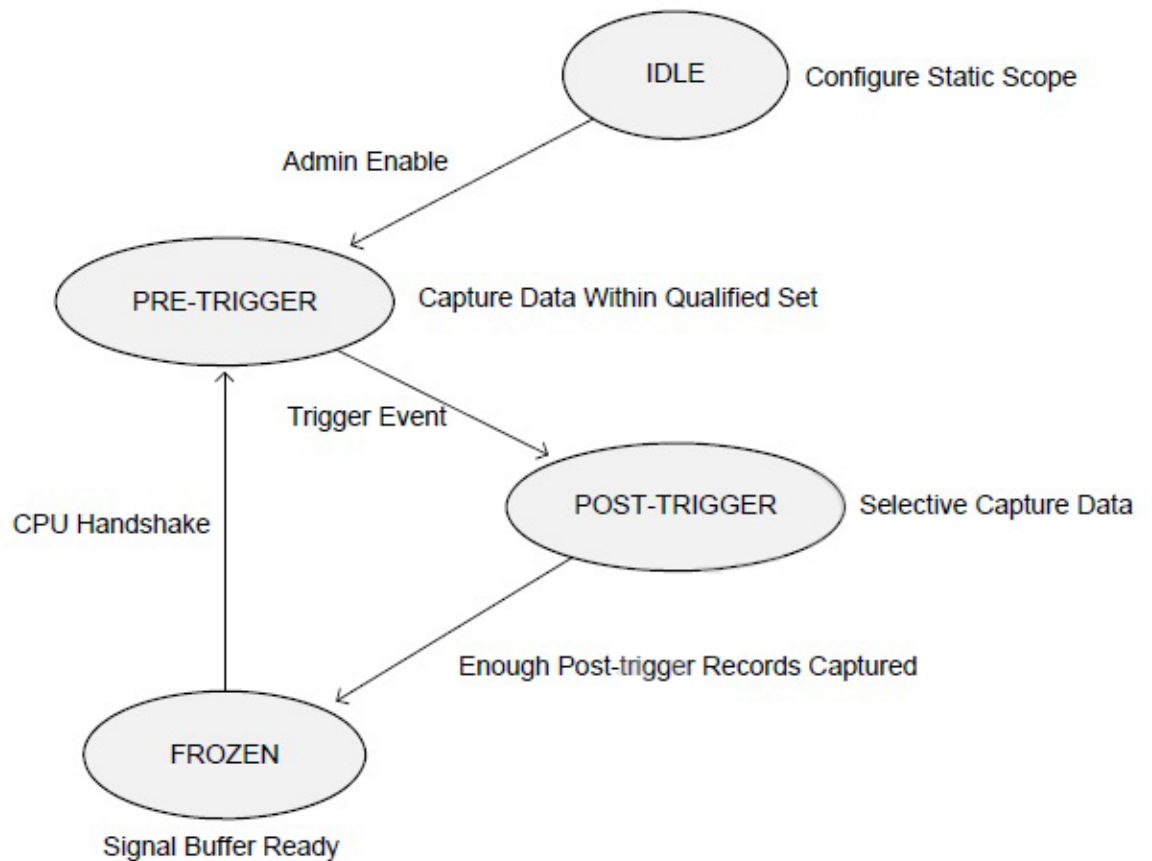 IDLE
Configure Static Scope
Admin Enable
PRE-TRIGGER
Capture Data Within Qualified Set
Trigger Event
POST-TRIGGER
Selective Capture Data
CPU Handshake
Enough Post-trigger Records Captured
FROZEN
Signal Buffer Ready